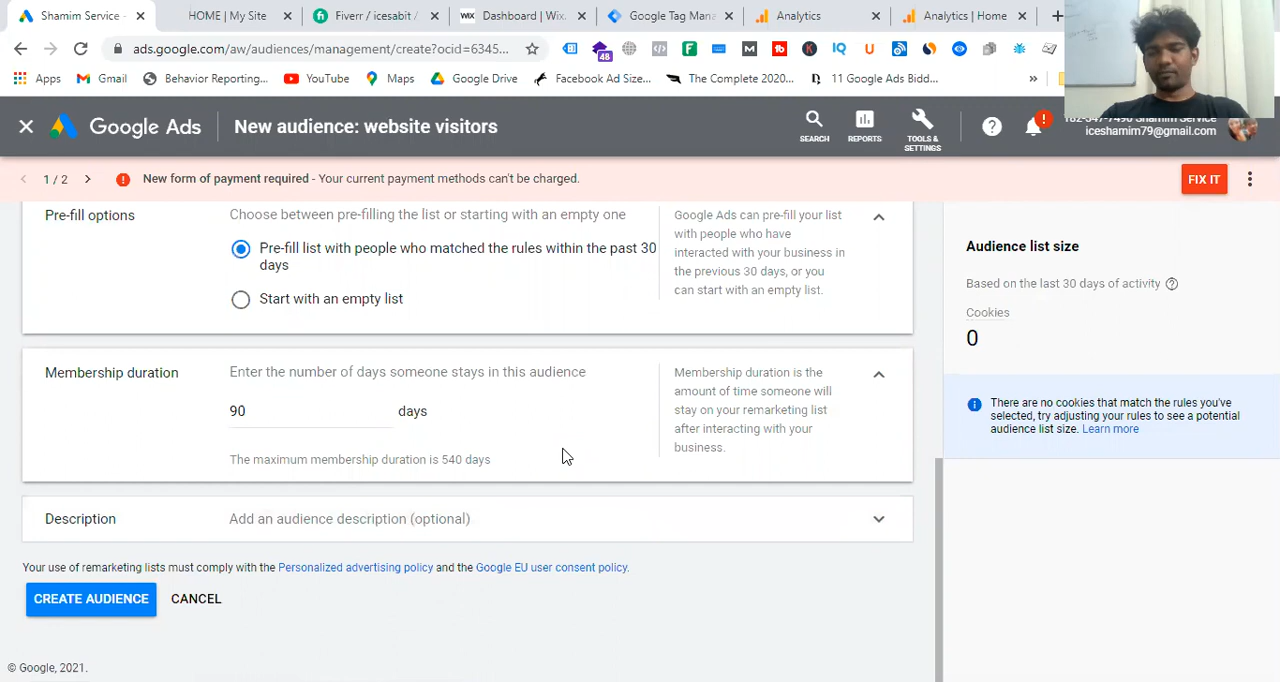 Shamim Service -
HOME | My Site
Fiverr / icesabit /
WIX Dashboard | Wix.
Google Tag Mana
Analytics
Analytics | Home
ads.google.com/aw/audiences/management/create?ocid=6345...
48
Apps
Gmail
Behavior Reporting...
YouTube
Maps
Google Drive
Facebook Ad Size...
The Complete 2020...
11 Google Ads Bidd...
»
Google Ads
New audience: website visitors
SEARCH
REPORTS
TOOLS &
SETTINGS
iceshamim79@gmail.com
1 / 2
New form of payment required - Your current payment methods can't be charged.
FIX IT
Pre-fill options
Choose between pre-filling the list or starting with an empty one
Pre-fill list with people who matched the rules within the past 30
days
Start with an empty list
Google Ads can pre-fill your list
with people who have
interacted with your business
in the previous 30 days, or you
can start with an empty list.
Audience list size
Based on the last 30 days of activity
Cookies
0
There are no cookies that match the rules you've
selected, try adjusting your rules to see a potential
audience list size. Learn more
Membership duration
Enter the number of days someone stays in this audience
90 days
The maximum membership duration is 540 days
Membership duration is the
amount of time someone will
stay on your remarketing list
after interacting with your
business.
Description
Add an audience description (optional)
Your use of remarketing lists must comply with the Personalized advertising policy and the Google EU user consent policy.
CREATE AUDIENCE
CANCEL
© Google, 2021.